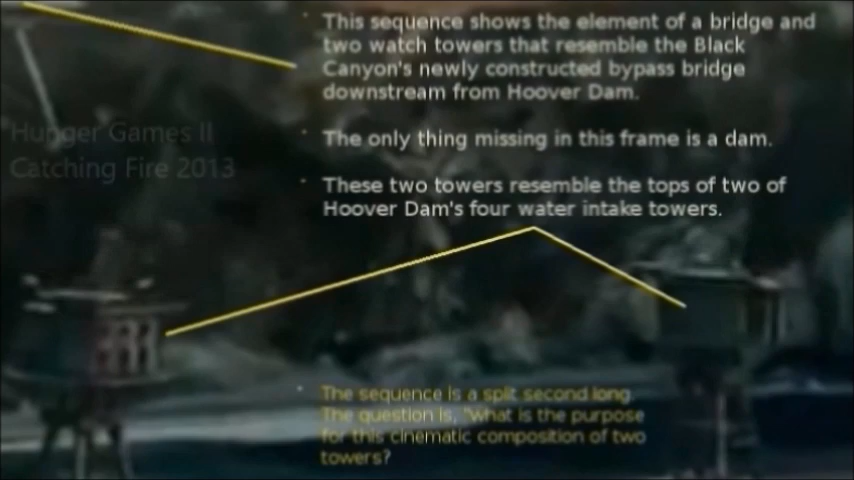 This sequence shows the element of a bridge and
two watch towers that resemble the Black
Canyon's newly constructed bypass bridge
downstream from Hoover Dam.
Hunger Games II
Catching Fire 2013
The only thing missing in this frame is a dam.
These two towers resemble the tops of two of
Hoover Dam's four water intake towers.
The sequence is a split second long.
The question is, "what is the purpose
for this cinematic composition of two
towers?